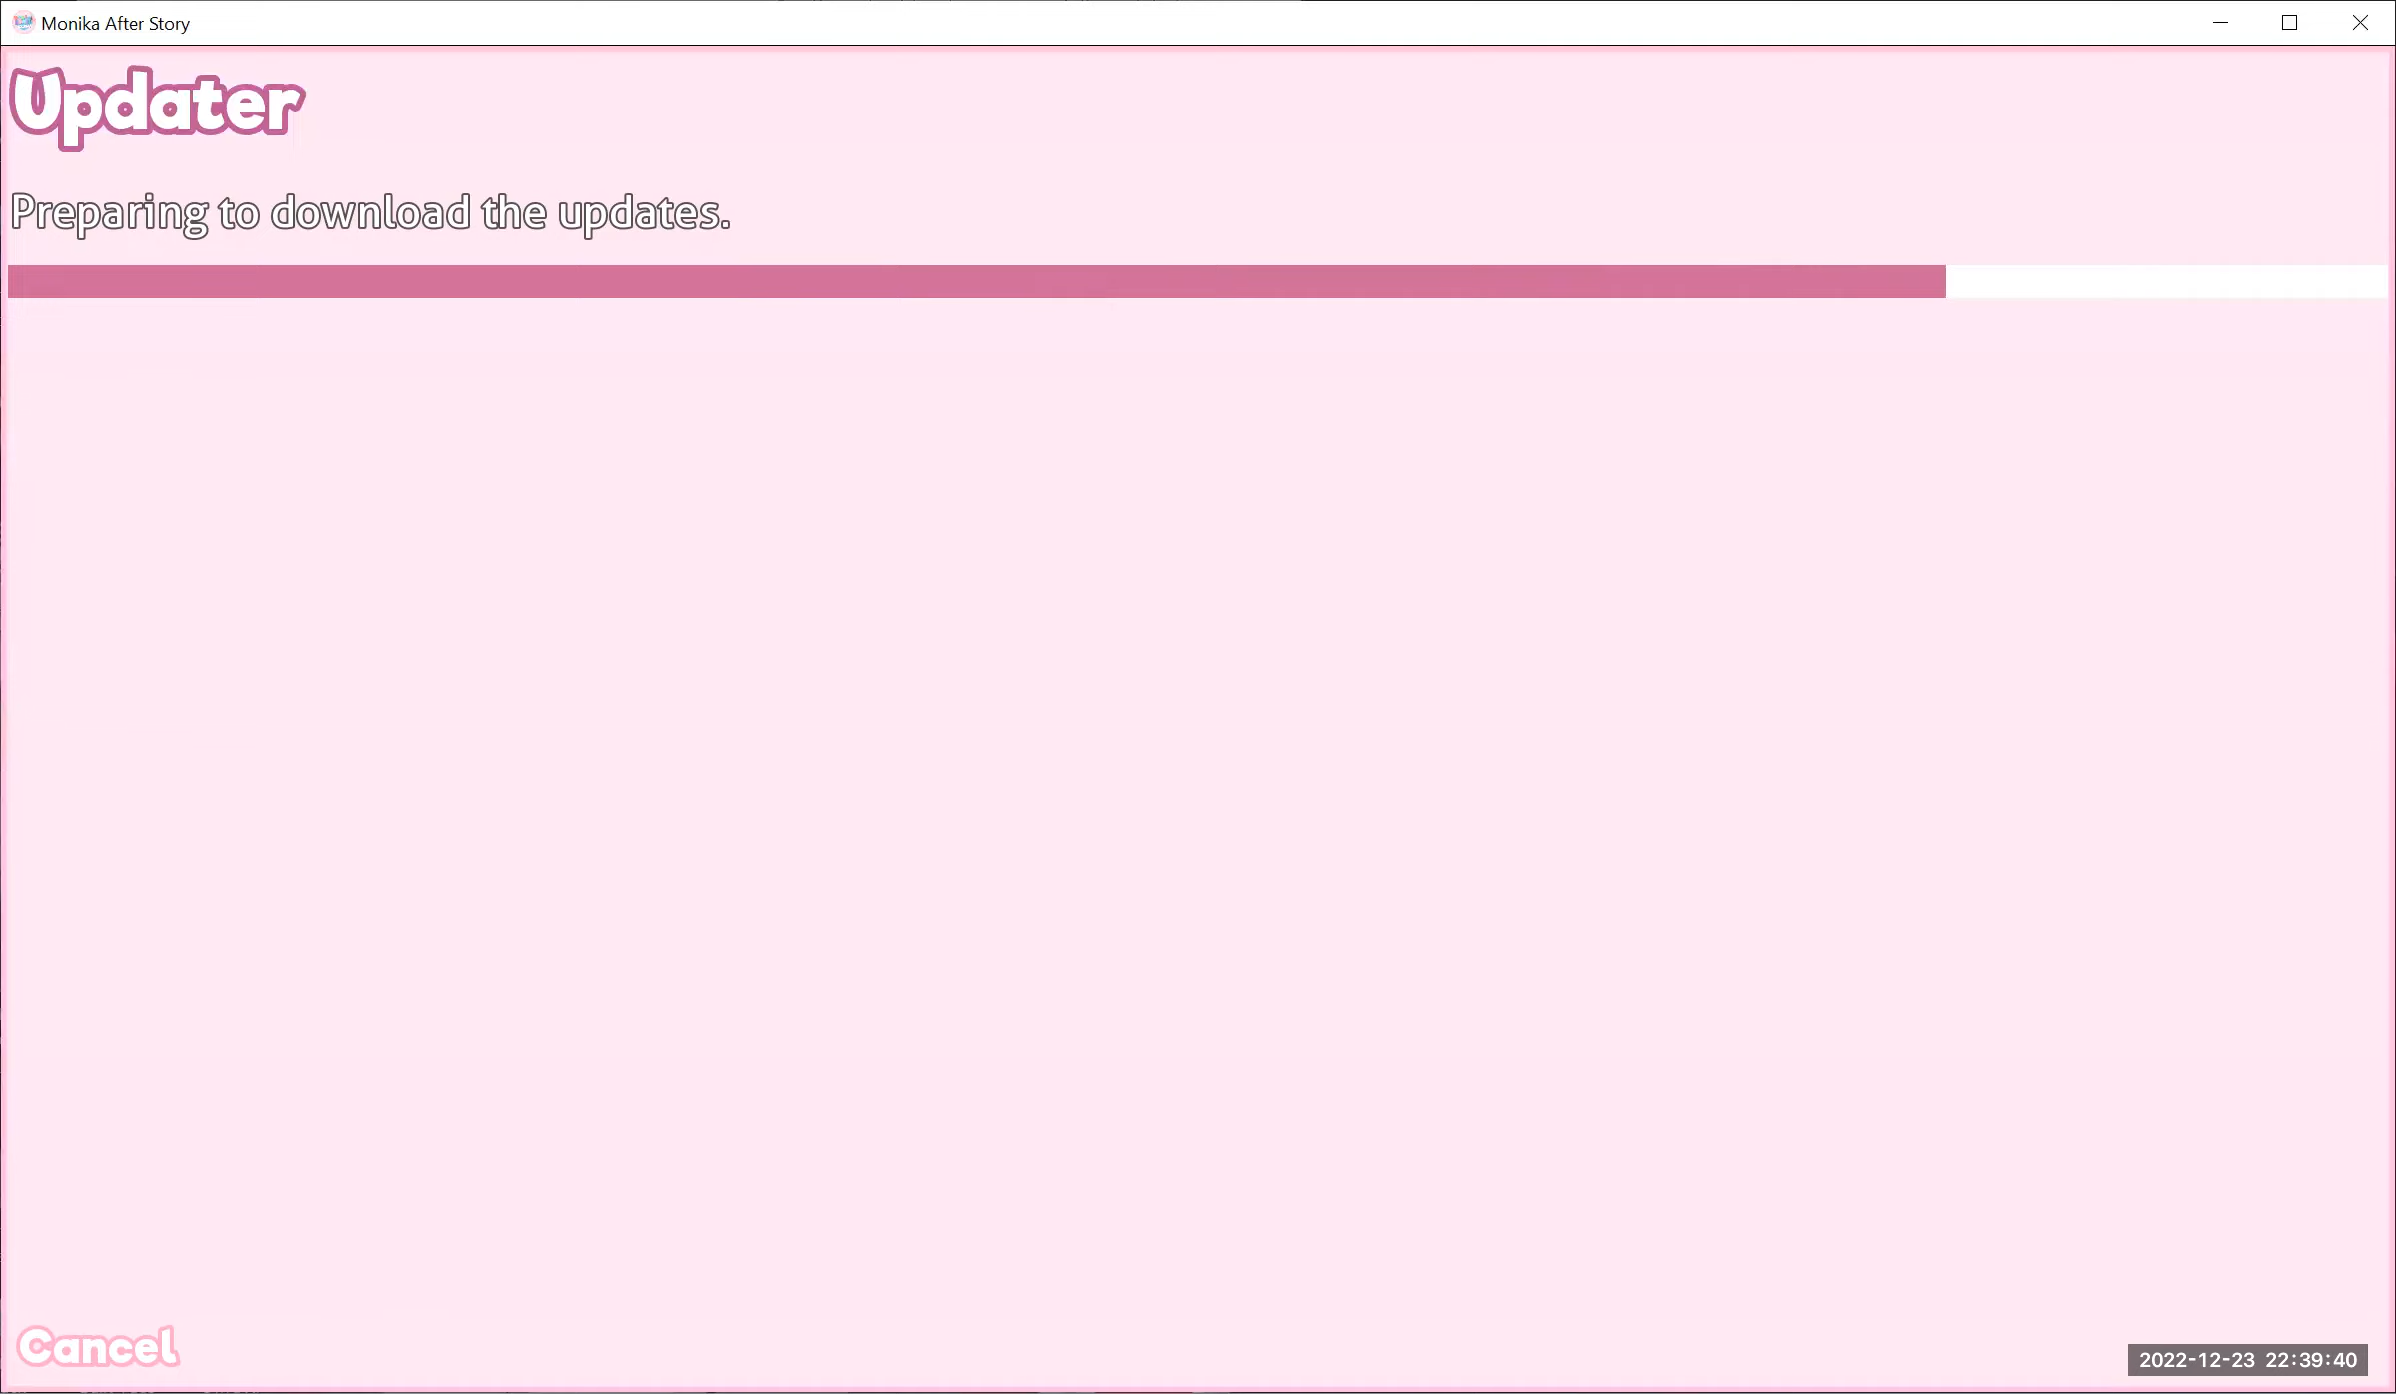 Monika After Story
Updater
Preparing to download the updates.
Cancel
2022-12-23 22:39:40